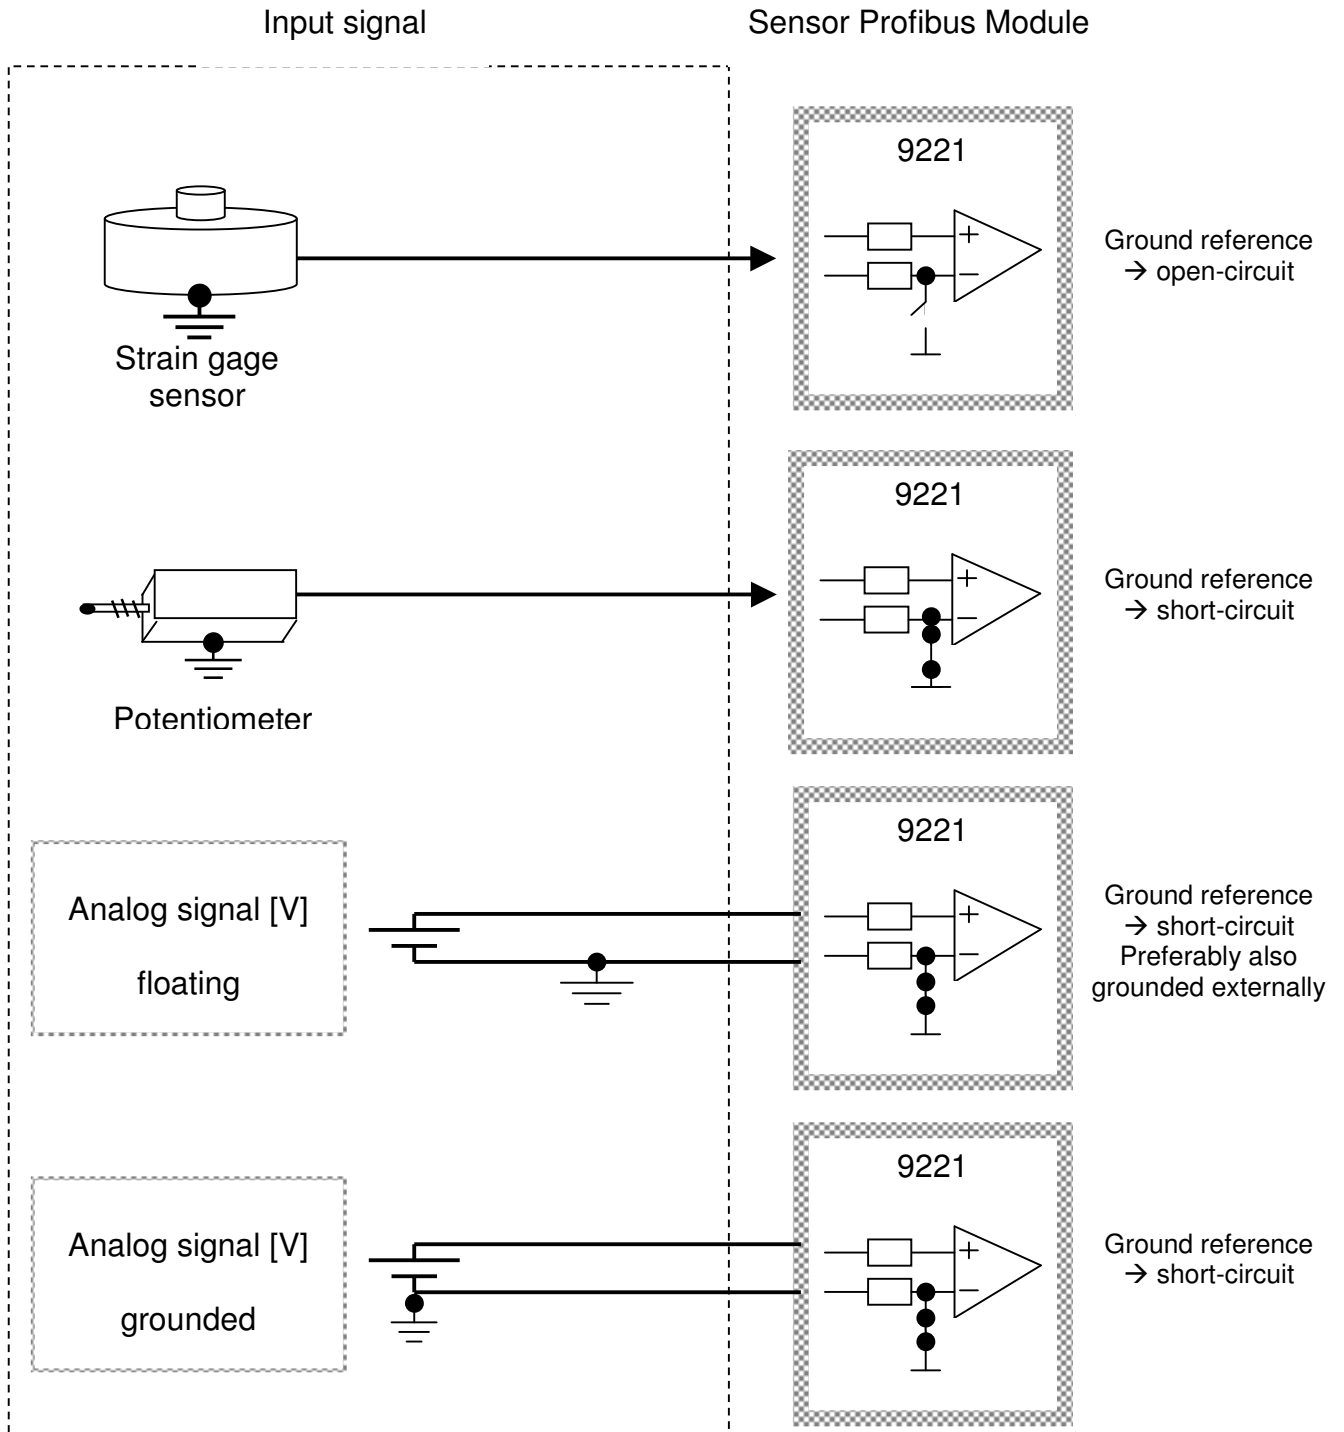 Input signal
Sensor Profibus Module
9221
+
−
Ground reference
→ open-circuit
Strain gage
sensor
9221
+
−
Ground reference
→ short-circuit
Potentiometer
9221
Analog signal [V]
floating
+
−
Ground reference
→ short-circuit
Preferably also
grounded externally
9221
Analog signal [V]
grounded
+
−
Ground reference
→ short-circuit